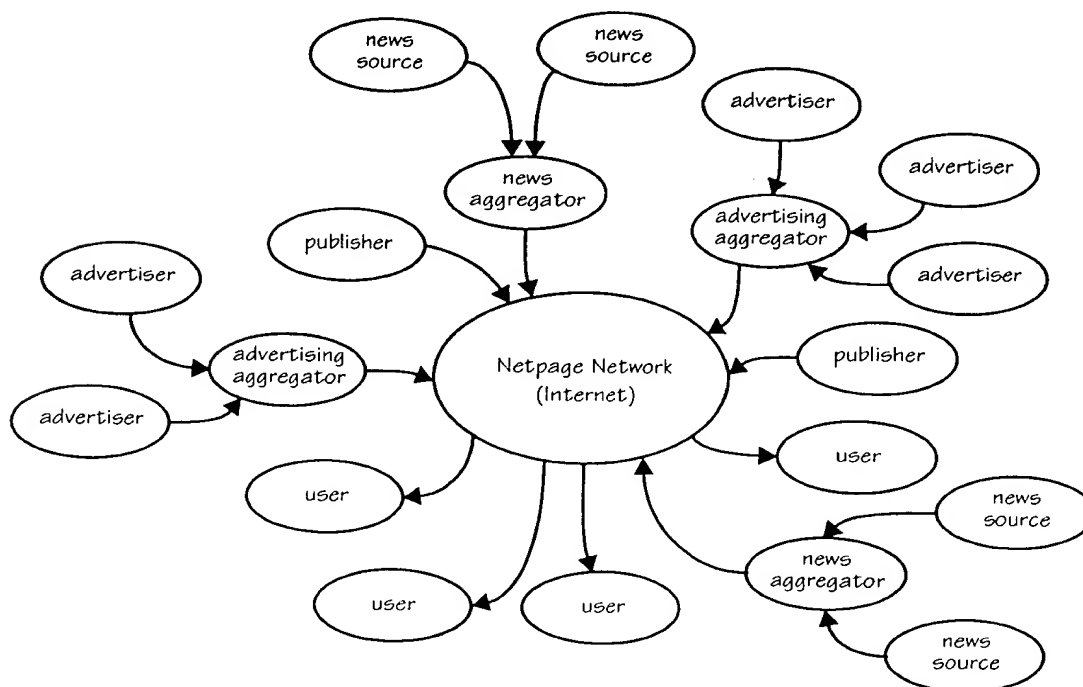 news
source
news
source
advertiser
news
aggregator
advertiser
advertising
aggregator
publisher
advertiser
advertiser
advertising
aggregator
Netpage Network
(Internet)
publisher
advertiser
user
user
news
source
news
aggregator
user
user
news
source